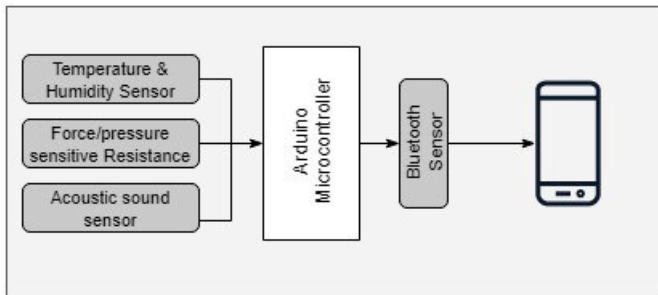 Temperature &
Humidity Sensor
Force/pressure
sensitive Resistance
Acoustic sound
sensor
Arduino
Microcontroller
Bluetooth
Sensor